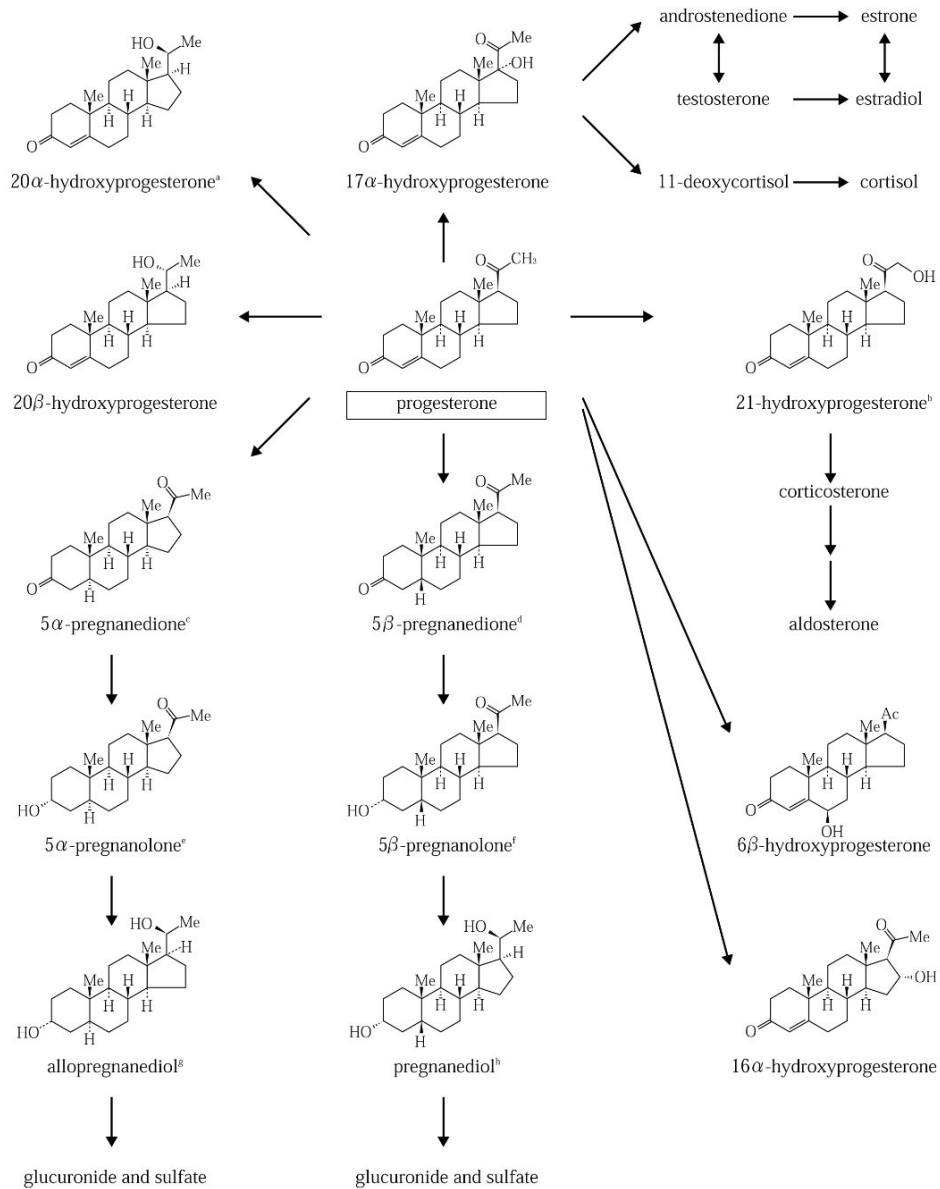 androstenedione
estrone
testosterone
estradiol
11-deoxycortisol
cortisol
HO
Me
Me
H
Me
H
H
H
O
20α-hydroxyprogesteroneᵃ
O
Me
Me
OH
Me
H
H
H
O
17α-hydroxyprogesterone
HO
Me
Me
H
Me
H
H
H
O
20β-hydroxyprogesterone
O
CH₃
Me
Me
H
H
H
O
progesterone
O
OH
Me
Me
H
H
H
O
21-hydroxyprogesteroneᵇ
corticosterone
aldosterone
O
Me
Me
Me
H
H
H
O
H
5α-pregnanedioneᶜ
O
Me
Me
Me
H
H
H
O
H
5β-pregnanedioneᵈ
O
Me
Me
Me
H
H
H
HO
H
5α-pregnanoloneᵉ
O
Me
Me
Me
H
H
H
HO
H
5β-pregnanoloneᶠ
Ac
Me
Me
H
H
H
O
OH
6β-hydroxyprogesterone
HO
Me
Me
H
Me
H
H
H
HO
H
allopregnanediolᵍ
HO
Me
Me
H
Me
H
H
H
HO
H
pregnanediolʰ
O
Me
Me
OH
Me
H
H
H
O
16α-hydroxyprogesterone
glucuronide and sulfate
glucuronide and sulfate